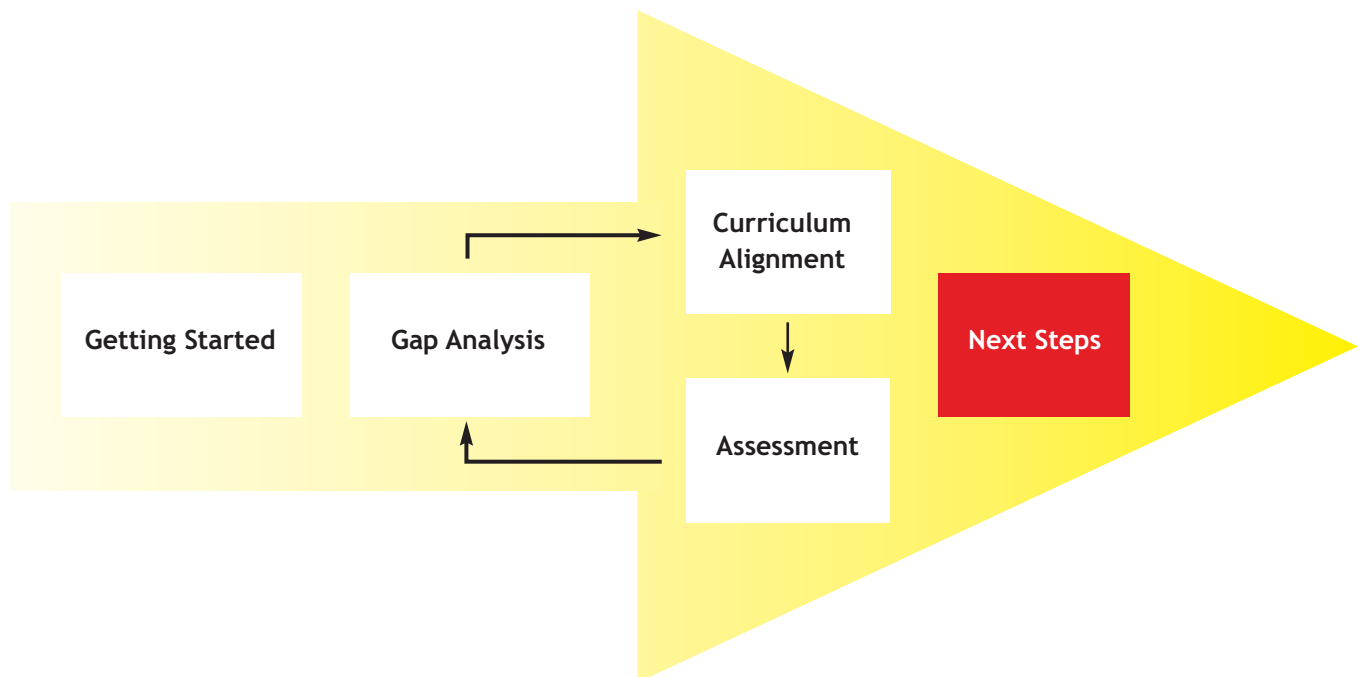 Getting Started
Gap Analysis
Curriculum
Alignment
Assessment
Next Steps